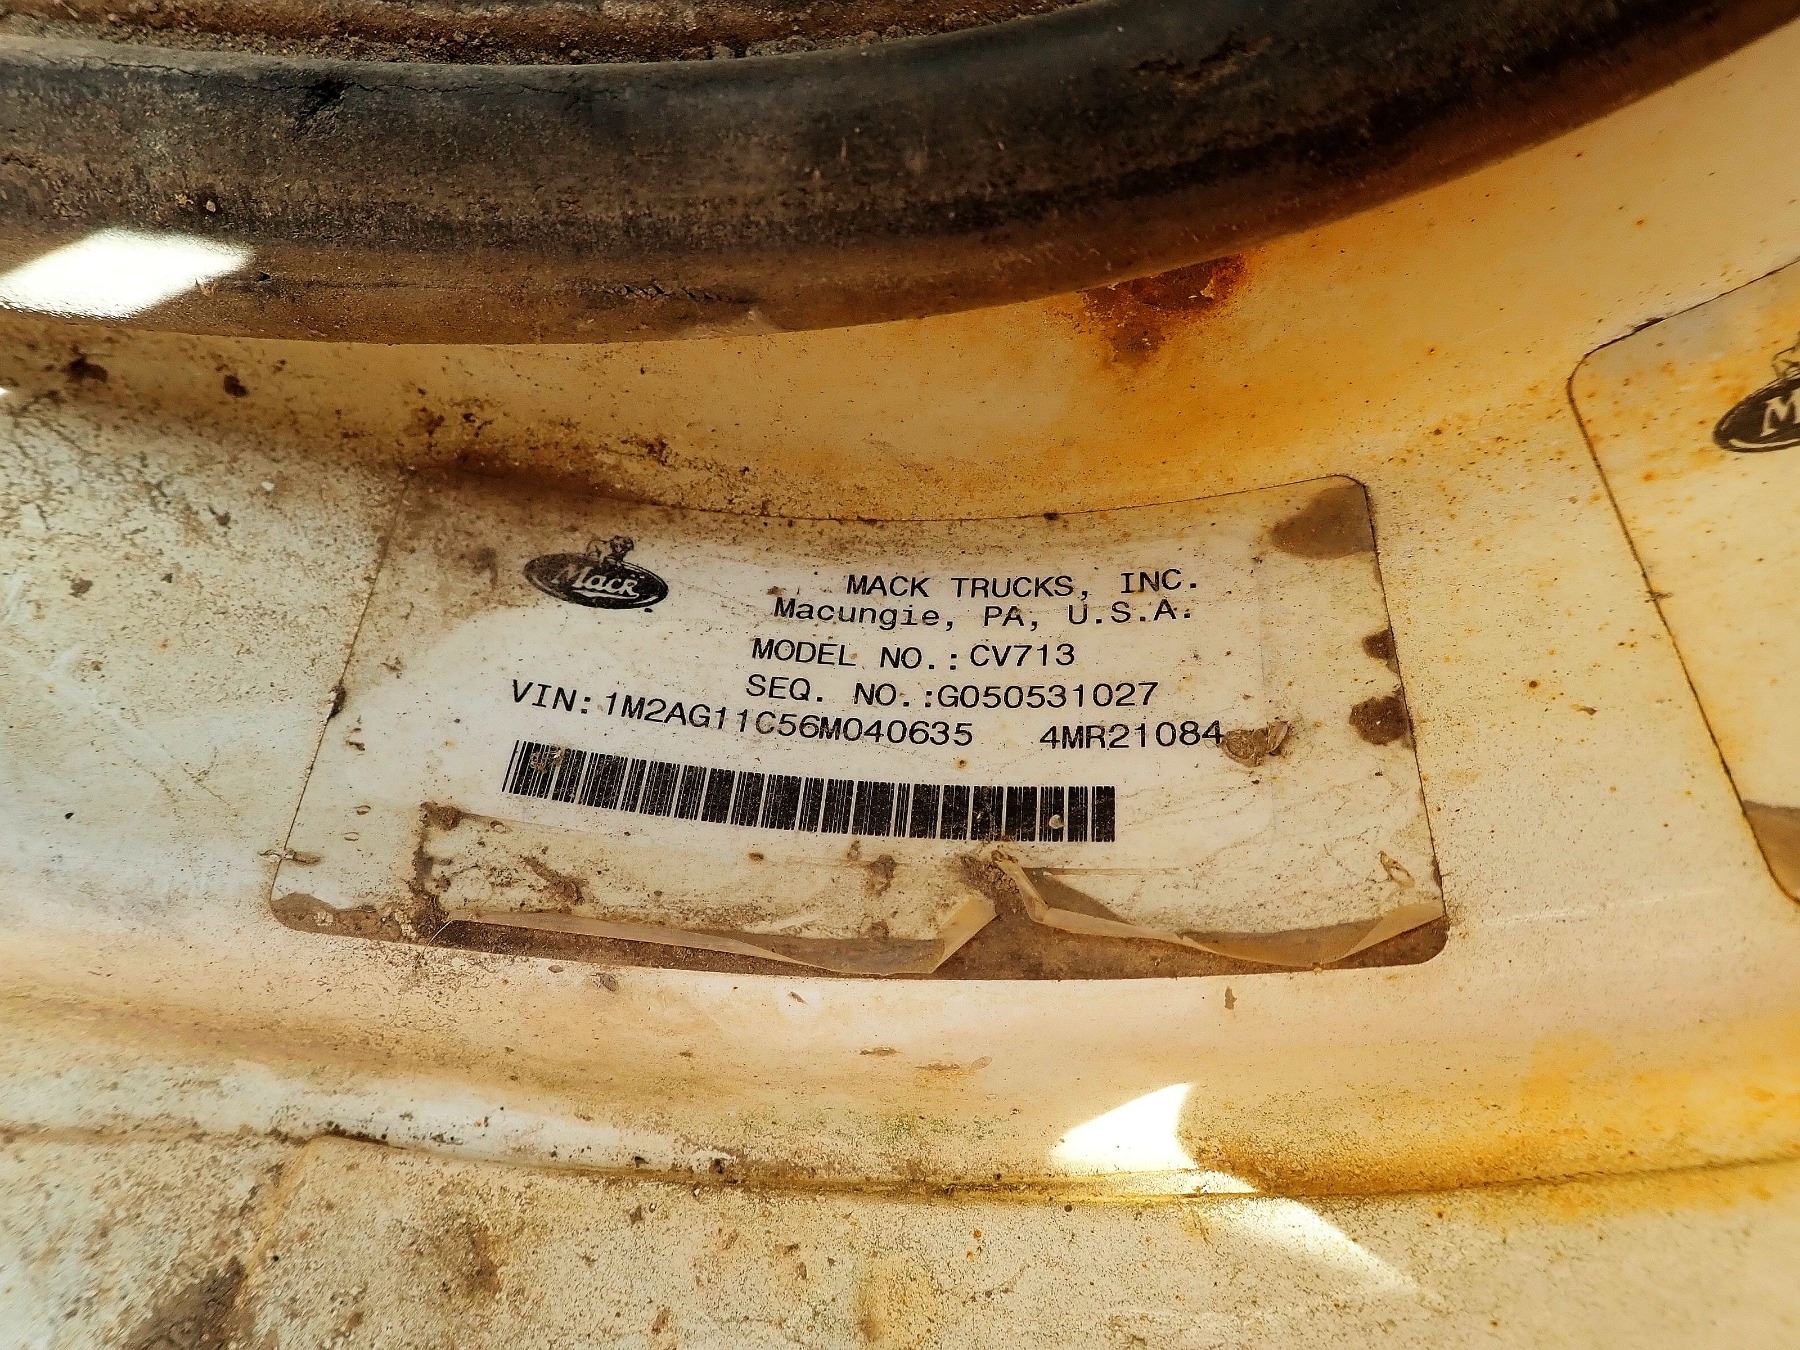 Mack
MACK TRUCKS, INC.
Macungie, PA, U.S.A.
MODEL NO.: CV713
SEQ. NO.:G050531027
VIN: 1M2AG11C56M040635 4MR21084